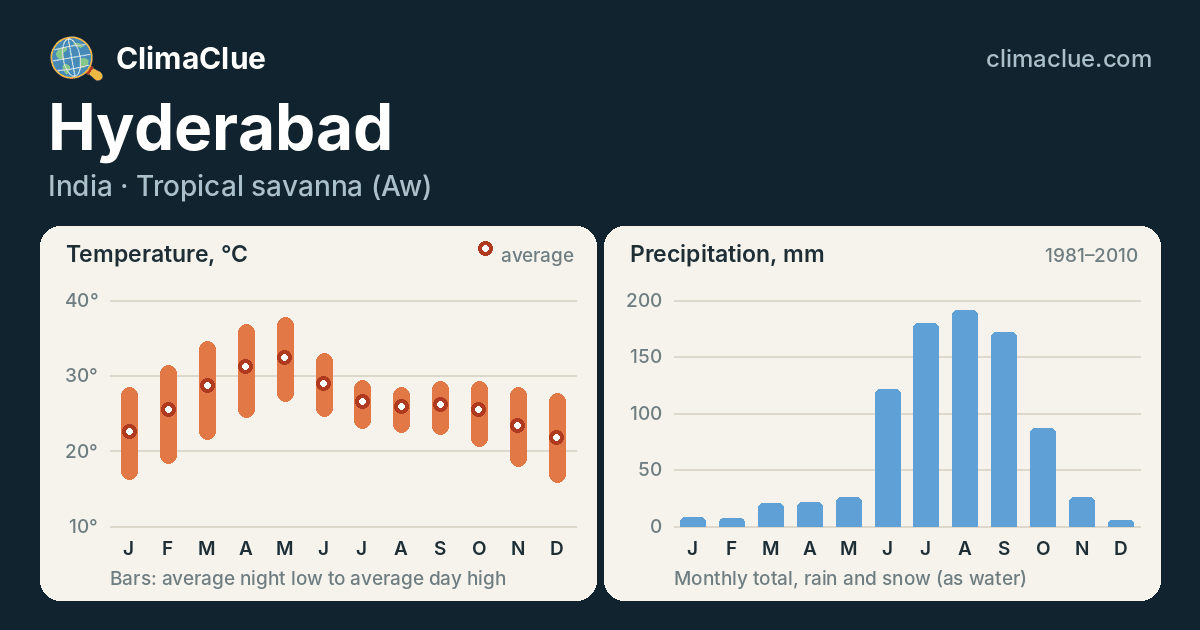 ClimaClue
climaclue.com
Hyderabad
India · Tropical savanna (Aw)
Temperature, °C
average
40°
30°
20°
10°
J F M A M J J A S O N D
Bars: average night low to average day high
Precipitation, mm
1981–2010
200
150
100
50
0
J F M A M J J A S O N D
Monthly total, rain and snow (as water)